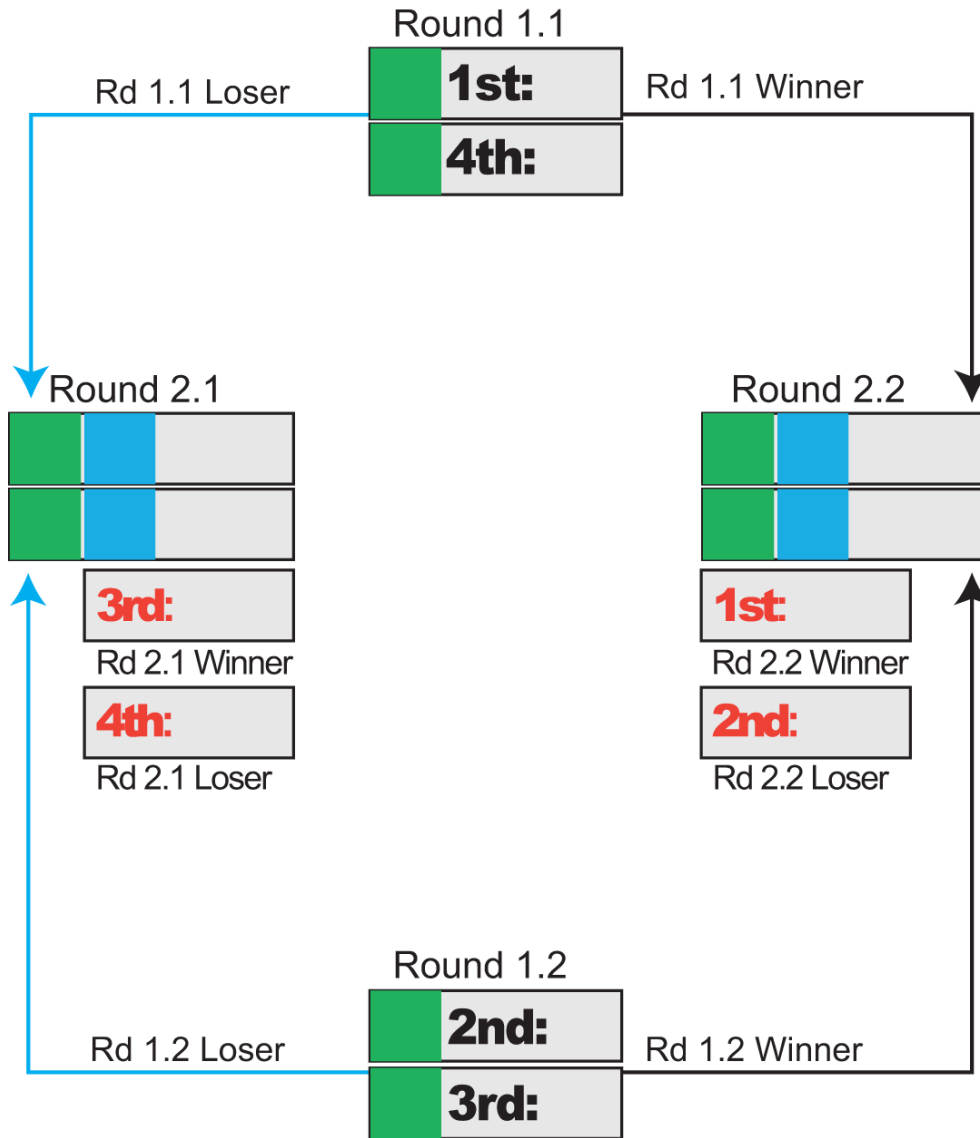 Round 1.1
Rd 1.1 Loser
1st:
Rd 1.1 Winner
4th:
Round 2.1
Round 2.2
3rd:
Rd 2.1 Winner
4th:
Rd 2.1 Loser
1st:
Rd 2.2 Winner
2nd:
Rd 2.2 Loser
Round 1.2
2nd:
Rd 1.2 Loser
Rd 1.2 Winner
3rd: